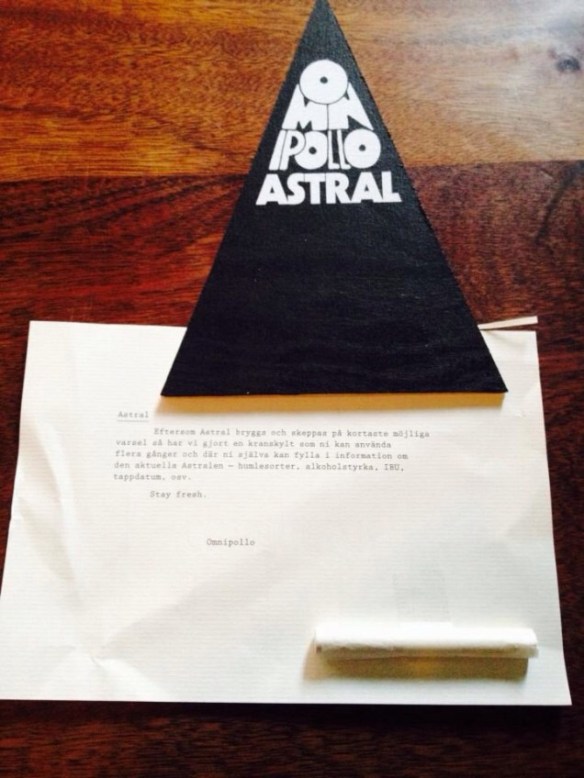 O
MIN
IPOLLO
ASTRAL
Astral
Eftersom Astral bryggs och skeppas på kortaste möjliga
varsel så har vi gjort en kranskylt som ni kan använda
flera gånger och där ni själva kan fylla i information om
den aktuella Astralen – humlesorter, alkoholstyrka, IBU,
tappdatum, osv.
Stay fresh.
Omnipollo